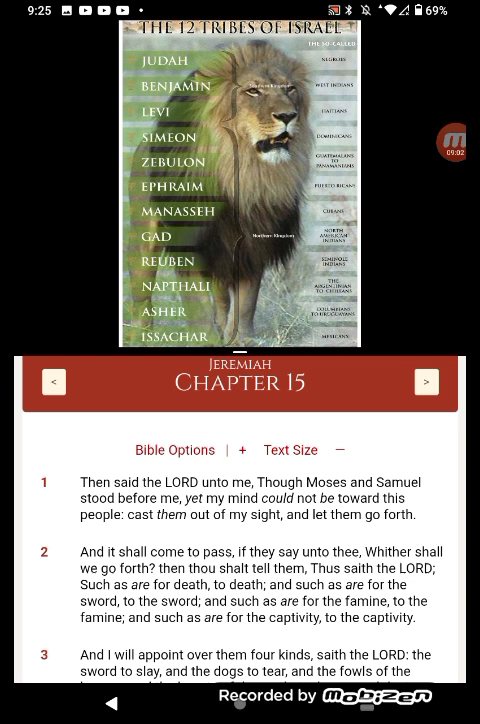 9:25
69%
THE 12 TRIBES OF ISRAEL
THE SO-CALLED
JUDAH NEGROES
BENJAMIN Southern Kingdom WEST INDIANS
LEVI HAITIANS
SIMEON DOMINICANS
ZEBULON GUATEMALANS
TO
PANAMANIANS
EPHRAIM PUERTO RICANS
MANASSEH CUBANS
GAD Northern Kingdom NORTH
AMERICAN
INDIANS
REUBEN SEMINOLE
INDIANS
NAPTHALI THE
ARGENTINIAN
TO CHILEANS
ASHER COLUMBIANS
TO URUGUAYANS
ISSACHAR MEXICANS
09:02
JEREMIAH
< CHAPTER 15 >
Bible Options | + Text Size —
1 Then said the LORD unto me, Though Moses and Samuel
stood before me, yet my mind could not be toward this
people: cast them out of my sight, and let them go forth.
2 And it shall come to pass, if they say unto thee, Whither shall
we go forth? then thou shalt tell them, Thus saith the LORD;
Such as are for death, to death; and such as are for the
sword, to the sword; and such as are for the famine, to the
famine; and such as are for the captivity, to the captivity.
3 And I will appoint over them four kinds, saith the LORD: the
sword to slay, and the dogs to tear, and the fowls of the
Recorded by Mobizen